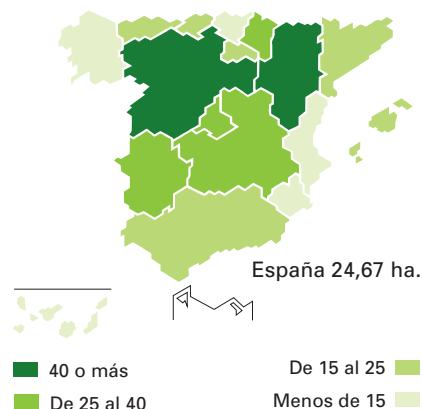 España 24,67 ha.
40 o más
De 15 al 25
De 25 al 40
Menos de 15